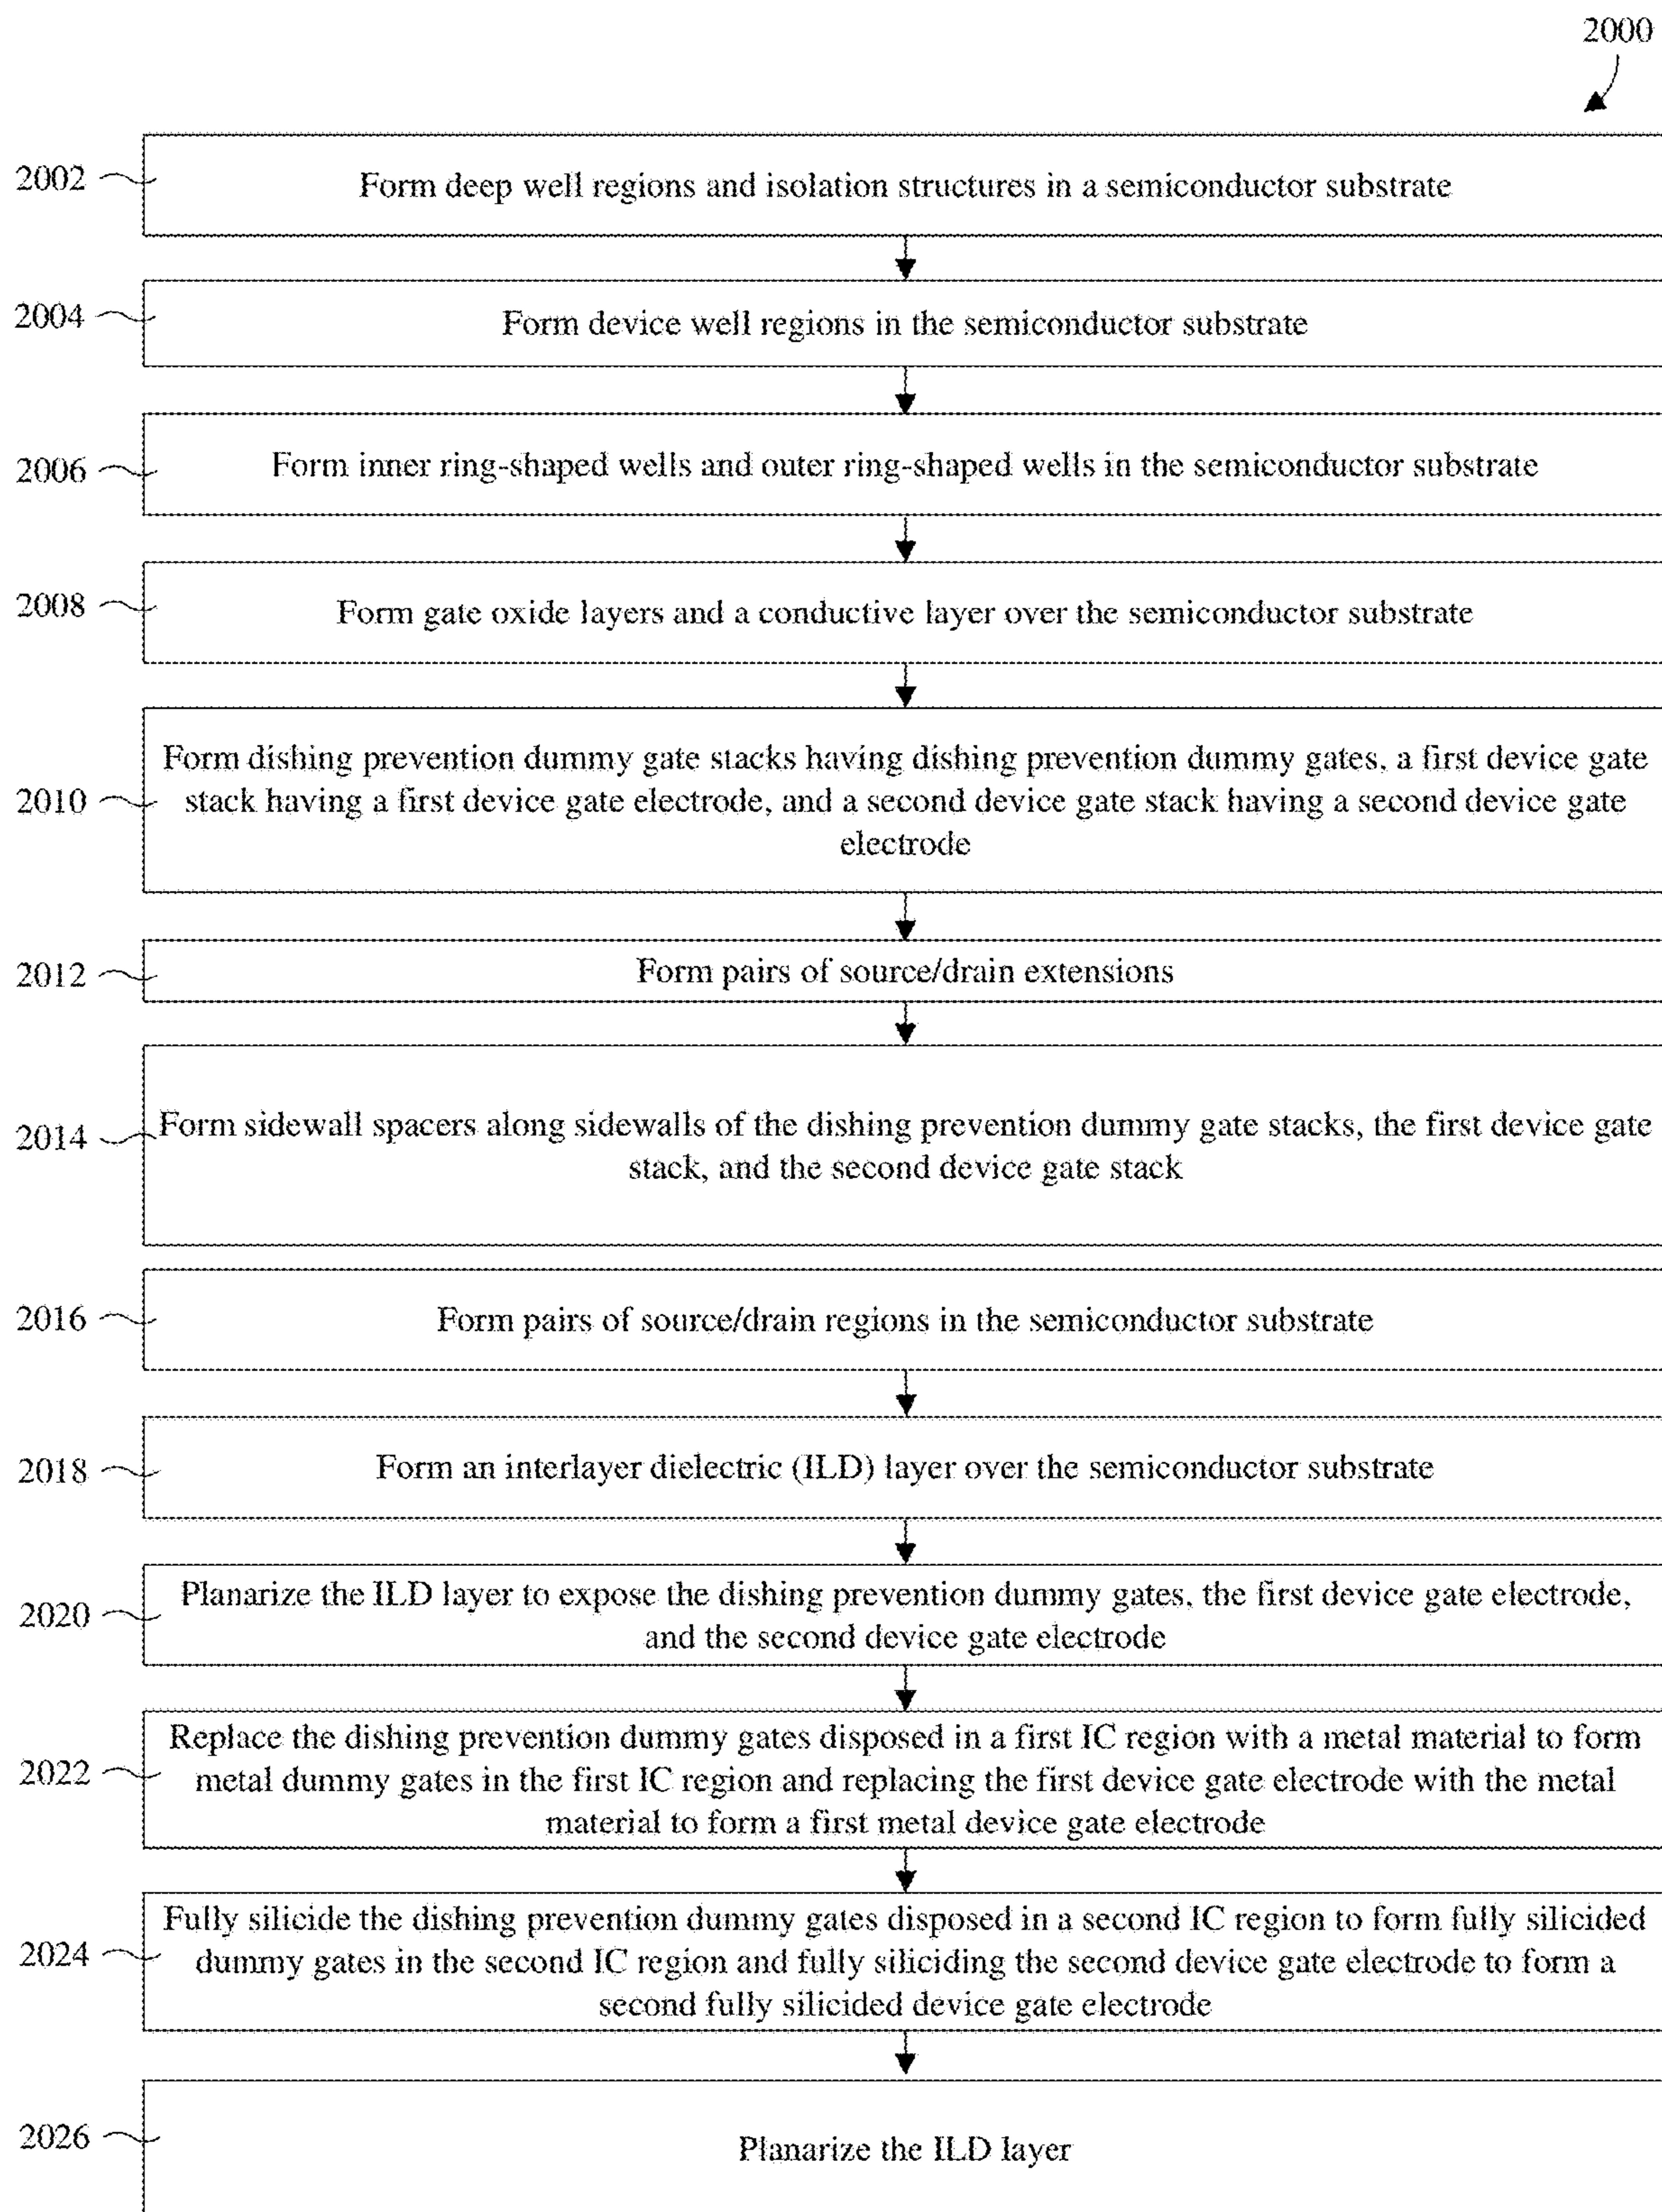 2000
2002
Form deep well regions and isolation structures in a semiconductor substrate
2004
Form device well regions in the semiconductor substrate
2006
Form inner ring-shaped wells and outer ring-shaped wells in the semiconductor substrate
2008
Form gate oxide layers and a conductive layer over the semiconductor substrate
2010
Form dishing prevention dummy gate stacks having dishing prevention dummy gates, a first device gate
stack having a first device gate electrode, and a second device gate stack having a second device gate
electrode
2012
Form pairs of source/drain extensions
2014
Form sidewall spacers along sidewalls of the dishing prevention dummy gate stacks, the first device gate
stack, and the second device gate stack
2016
Form pairs of source/drain regions in the semiconductor substrate
2018
Form an interlayer dielectric (ILD) layer over the semiconductor substrate
2020
Planarize the ILD layer to expose the dishing prevention dummy gates, the first device gate electrode,
and the second device gate electrode
2022
Replace the dishing prevention dummy gates disposed in a first IC region with a metal material to form
metal dummy gates in the first IC region and replacing the first device gate electrode with the metal
material to form a first metal device gate electrode
2024
Fully silicide the dishing prevention dummy gates disposed in a second IC region to form fully silicided
dummy gates in the second IC region and fully siliciding the second device gate electrode to form a
second fully silicided device gate electrode
2026
Planarize the ILD layer